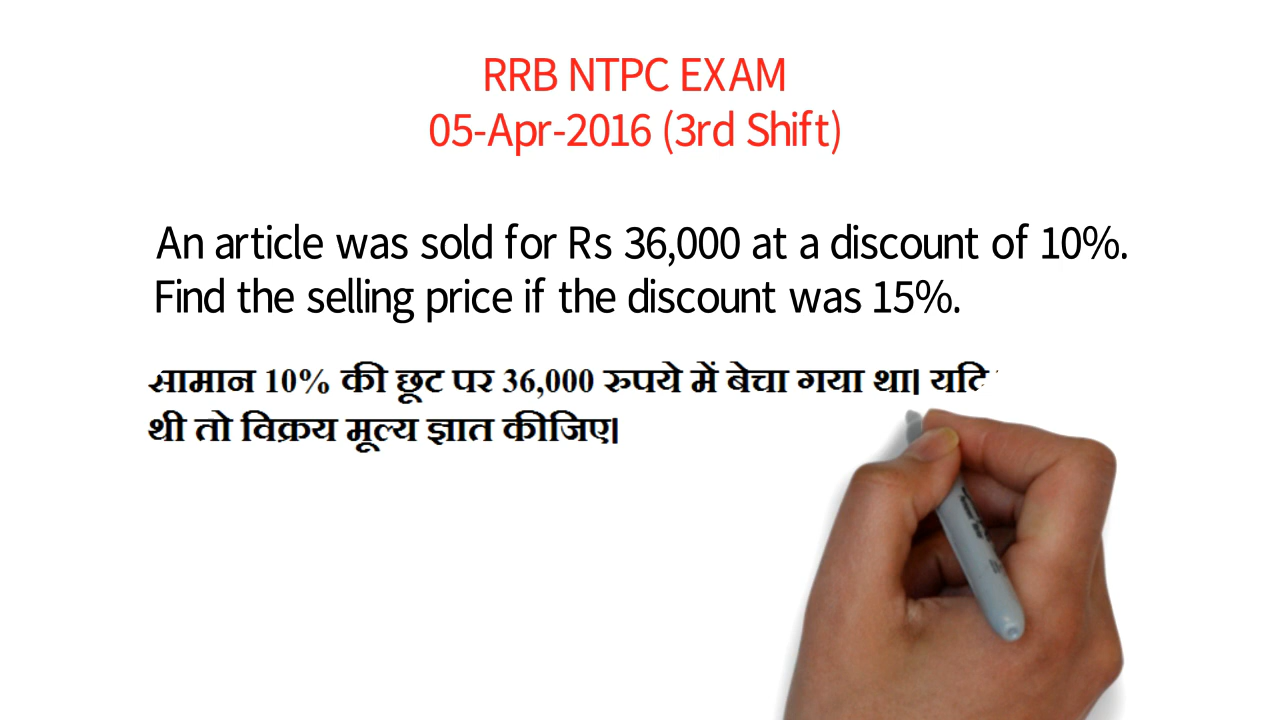 RRB NTPC EXAM
05-Apr-2016 (3rd Shift)
An article was sold for Rs 36,000 at a discount of 10%.
Find the selling price if the discount was 15%.
सामान 10% की छूट पर 36,000 रुपये में बेचा गया था।
थी तो विक्रय मूल्य ज्ञात कीजिए।